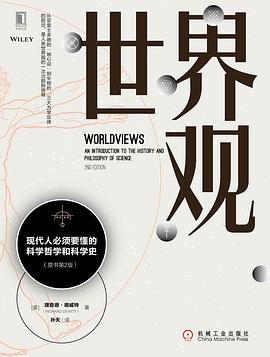 WILEY
世界观
WORLDVIEWS
AN INTRODUCTION TO THE HISTORY AND
PHILOSOPHY OF SCIENCE
2ND EDITION
现代人必须要懂的
科学哲学和科学史
(原书第2版)
[美] 理查德·德威特 著
(RICHARD DEWITT)
孙天 | 译
机械工业出版社
China Machine Press